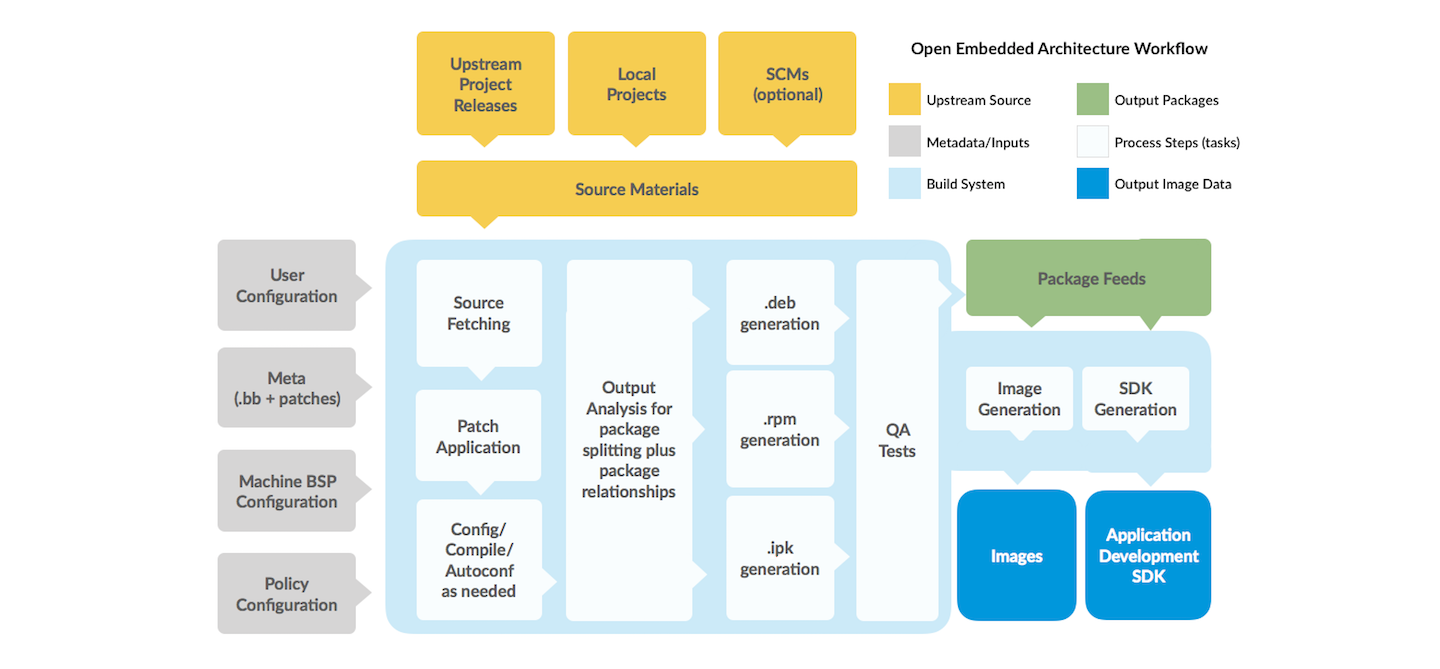 Open Embedded Architecture Workflow
Upstream Source
Output Packages
Metadata/Inputs
Process Steps (tasks)
Build System
Output Image Data
Upstream
Project
Releases
Local
Projects
SCMs
(optional)
Source Materials
User
Configuration
Meta
(.bb + patches)
Machine BSP
Configuration
Policy
Configuration
Source
Fetching
Patch
Application
Config/
Compile/
Autoconf
as needed
Output
Analysis for
package
splitting plus
package
relationships
.deb
generation
.rpm
generation
.ipk
generation
QA
Tests
Package Feeds
Image
Generation
SDK
Generation
Images
Application
Development
SDK